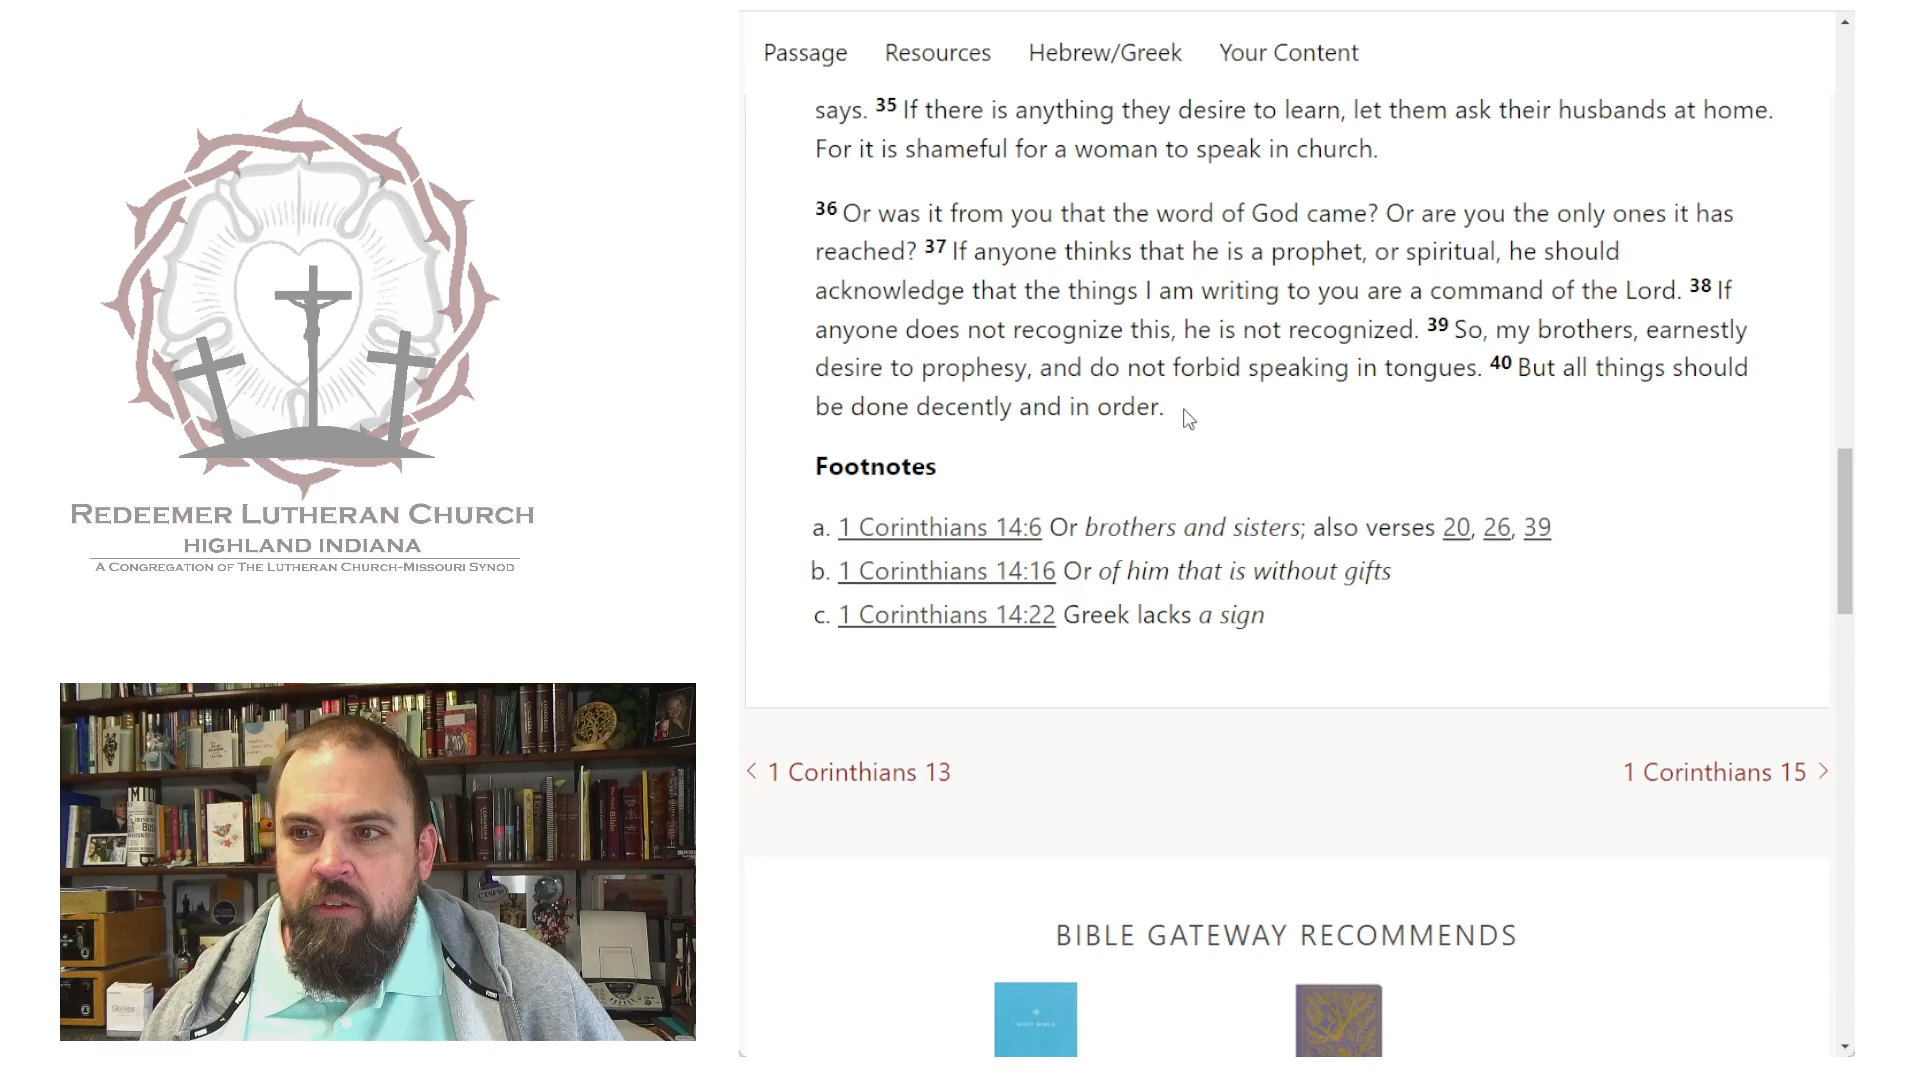 Passage Resources Hebrew/Greek Your Content
says. 35 If there is anything they desire to learn, let them ask their husbands at home.
For it is shameful for a woman to speak in church.
36 Or was it from you that the word of God came? Or are you the only ones it has
reached? 37 If anyone thinks that he is a prophet, or spiritual, he should
acknowledge that the things I am writing to you are a command of the Lord. 38 If
anyone does not recognize this, he is not recognized. 39 So, my brothers, earnestly
desire to prophesy, and do not forbid speaking in tongues. 40 But all things should
be done decently and in order.
Footnotes
a. 1 Corinthians 14:6 Or brothers and sisters; also verses 20, 26, 39
b. 1 Corinthians 14:16 Or of him that is without gifts
c. 1 Corinthians 14:22 Greek lacks a sign
< 1 Corinthians 13
1 Corinthians 15 >
BIBLE GATEWAY RECOMMENDS
HOLY BIBLE
REDEEMER LUTHERAN CHURCH
HIGHLAND INDIANA
A CONGREGATION OF THE LUTHERAN CHURCH-MISSOURI SYNOD